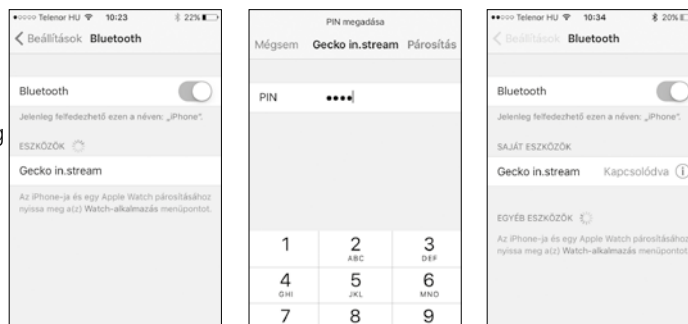 Telenor HU 10:23 22%
Beállítások Bluetooth
Bluetooth
Jelenleg felfedezhető ezen a néven: „iPhone”.
ESZKÖZÖK
Gecko in.stream
Az iPhone-ja és egy Apple Watch párosításához
nyissa meg a(z) Watch-alkalmazás menüpontot.
g
PIN megadása
Mégsem Gecko in.stream Párosítás
PIN ••••
1 2 3
ABC DEF
4 5 6
GHI JKL MNO
7 8 9
Telenor HU 10:34 20%
Beállítások Bluetooth
Bluetooth
Jelenleg felfedezhető ezen a néven: „iPhone”.
SAJÁT ESZKÖZÖK
Gecko in.stream Kapcsolódva i
EGYÉB ESZKÖZÖK
Az iPhone-ja és egy Apple Watch párosításához
nyissa meg a(z) Watch-alkalmazás menüpontot.